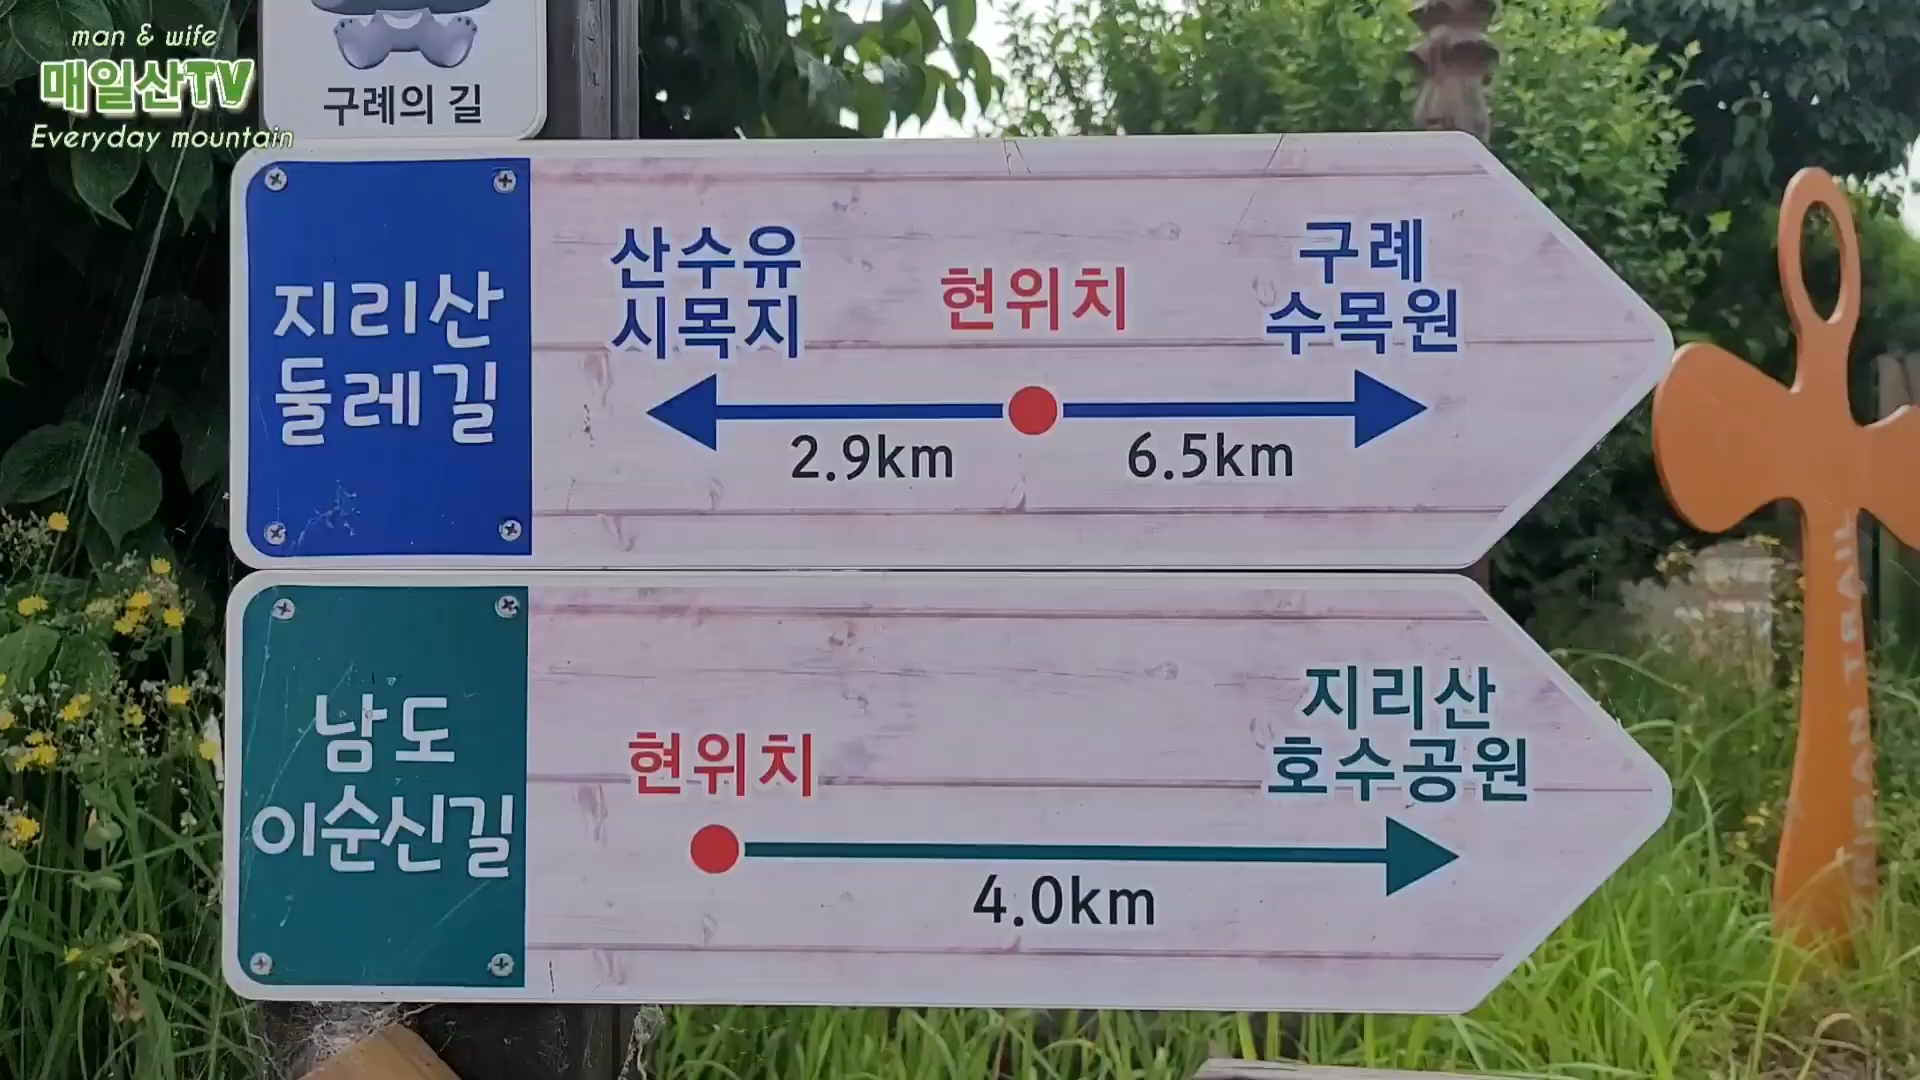 man & wife
매일산TV
Everyday mountain
구례의 길
지리산
둘레길
산수유
시목지
현위치
구례
수목원
2.9km
6.5km
남도
이순신길
현위치
지리산
호수공원
4.0km
TRAIL